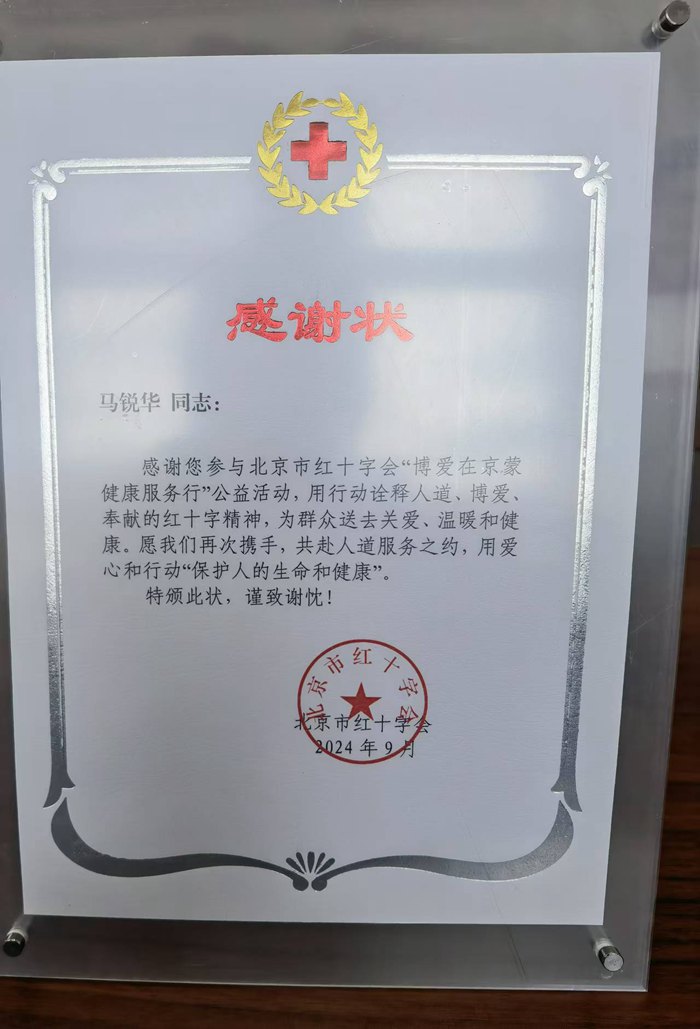 感谢状
马锐华 同志：
感谢您参与北京市红十字会“博爱在京蒙
健康服务行”公益活动，用行动诠释人道、博爱、
奉献的红十字精神，为群众送去关爱、温暖和健
康。愿我们再次携手，共赴人道服务之约，用爱
心和行动“保护人的生命和健康”。
特颁此状，谨致谢忱！
北京市红十字会
北京市红十字会
2024 年 9 月